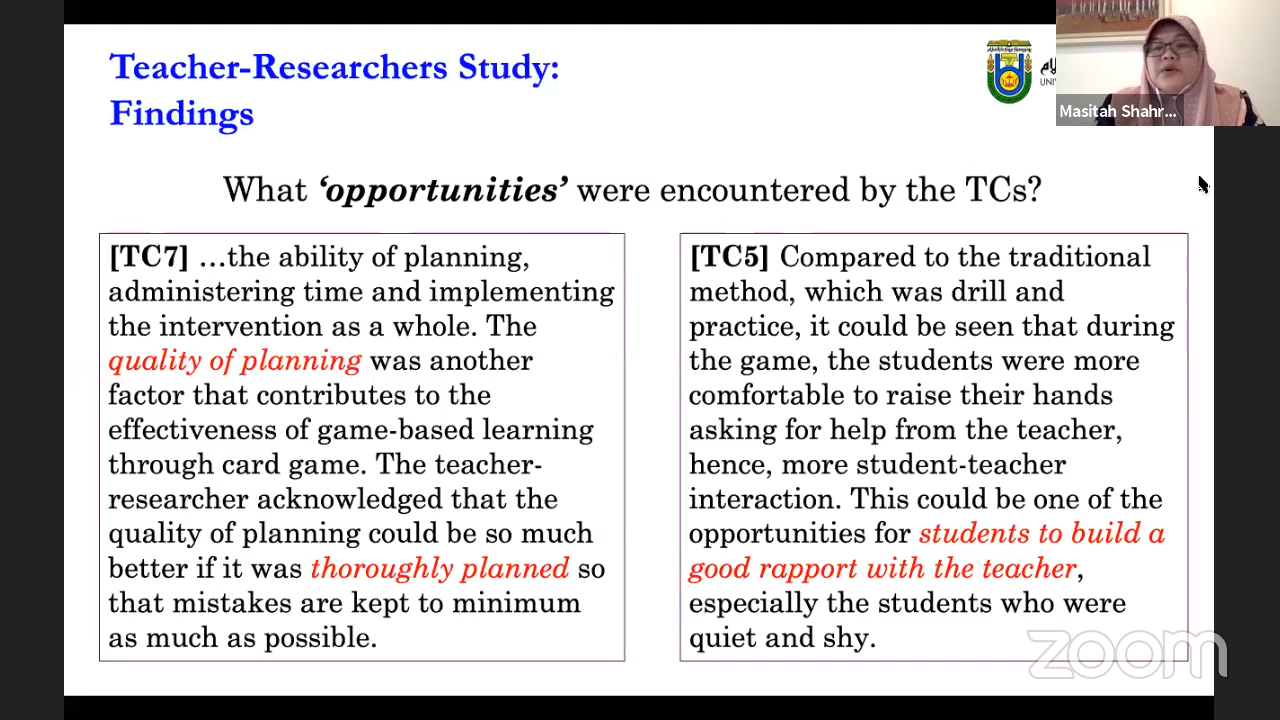 Teacher-Researchers Study:
Findings
UNIV
Masitah Shahr...
What ‘opportunities’ were encountered by the TCs?
[TC7] …the ability of planning,
administering time and implementing
the intervention as a whole. The
quality of planning was another
factor that contributes to the
effectiveness of game-based learning
through card game. The teacher-
researcher acknowledged that the
quality of planning could be so much
better if it was thoroughly planned so
that mistakes are kept to minimum
as much as possible.
[TC5] Compared to the traditional
method, which was drill and
practice, it could be seen that during
the game, the students were more
comfortable to raise their hands
asking for help from the teacher,
hence, more student-teacher
interaction. This could be one of the
opportunities for students to build a
good rapport with the teacher,
especially the students who were
quiet and shy.
zoom